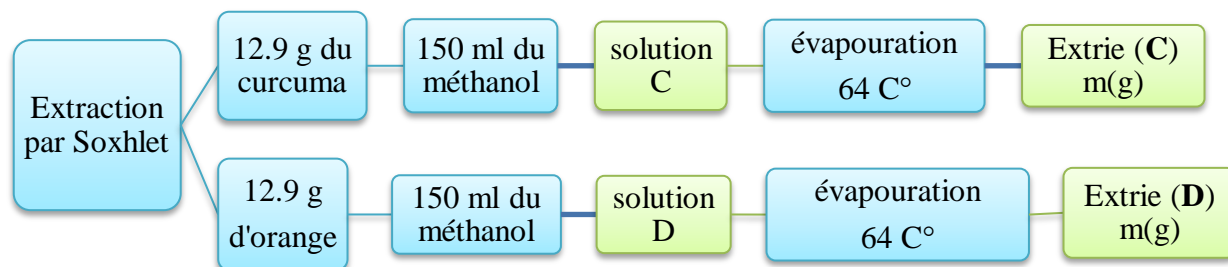 Extraction
par Soxhlet
12.9 g du
curcuma
150 ml du
méthanol
solution
C
évapouration
64 C°
Extrie (C)
m(g)
12.9 g
d'orange
150 ml du
méthanol
solution
D
évapouration
64 C°
Extrie (D)
m(g)